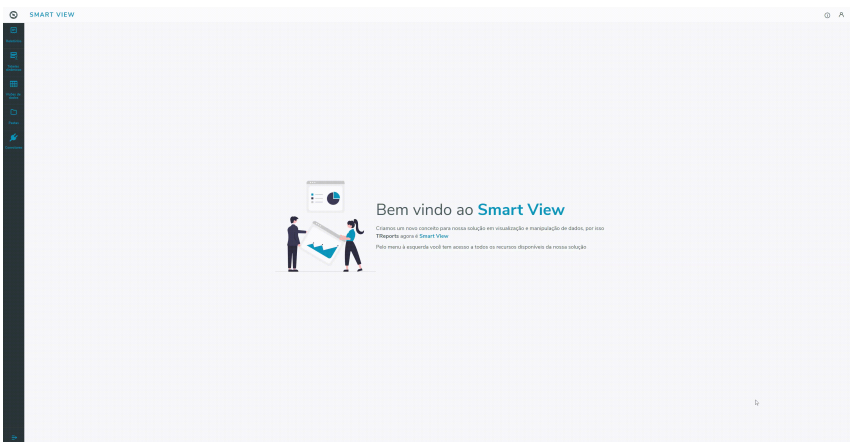 SMART VIEW
Bem vindo ao Smart View
Criamos um novo conceito para nossa solução em visualização e manipulação de dados, por isso
TReports agora é Smart View
Pelo menu à esquerda você tem acesso a todos os recursos disponíveis da nossa solução